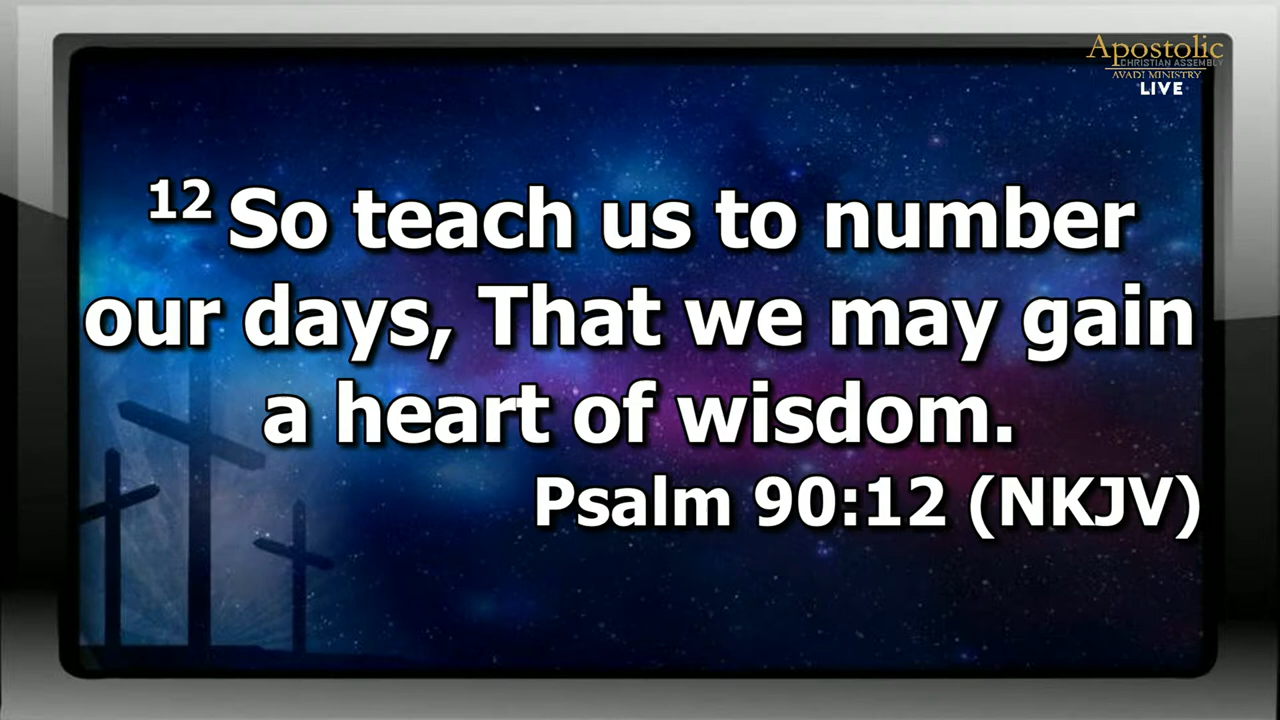 Apostolic
CHRISTIAN ASSEMBLY
AVADI MINISTRY
LIVE
12 So teach us to number
our days, That we may gain
a heart of wisdom.
Psalm 90:12 (NKJV)